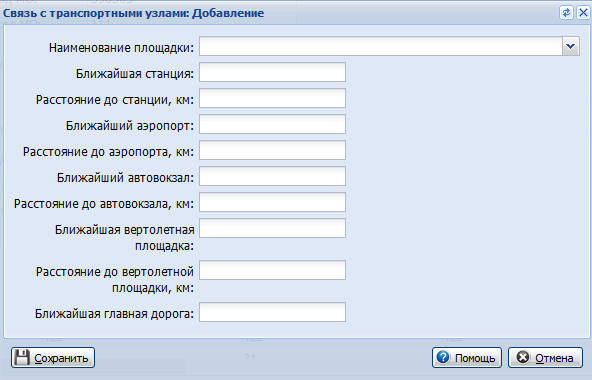 Связь с транспортными узлами: Добавление
Наименование площадки:
Ближайшая станция:
Расстояние до станции, км:
Ближайший аэропорт:
Расстояние до аэропорта, км:
Ближайший автовокзал:
Расстояние до автовокзала, км:
Ближайшая вертолетная
площадка:
Расстояние до вертолетной
площадки, км:
Ближайшая главная дорога:
Сохранить Помощь Отмена